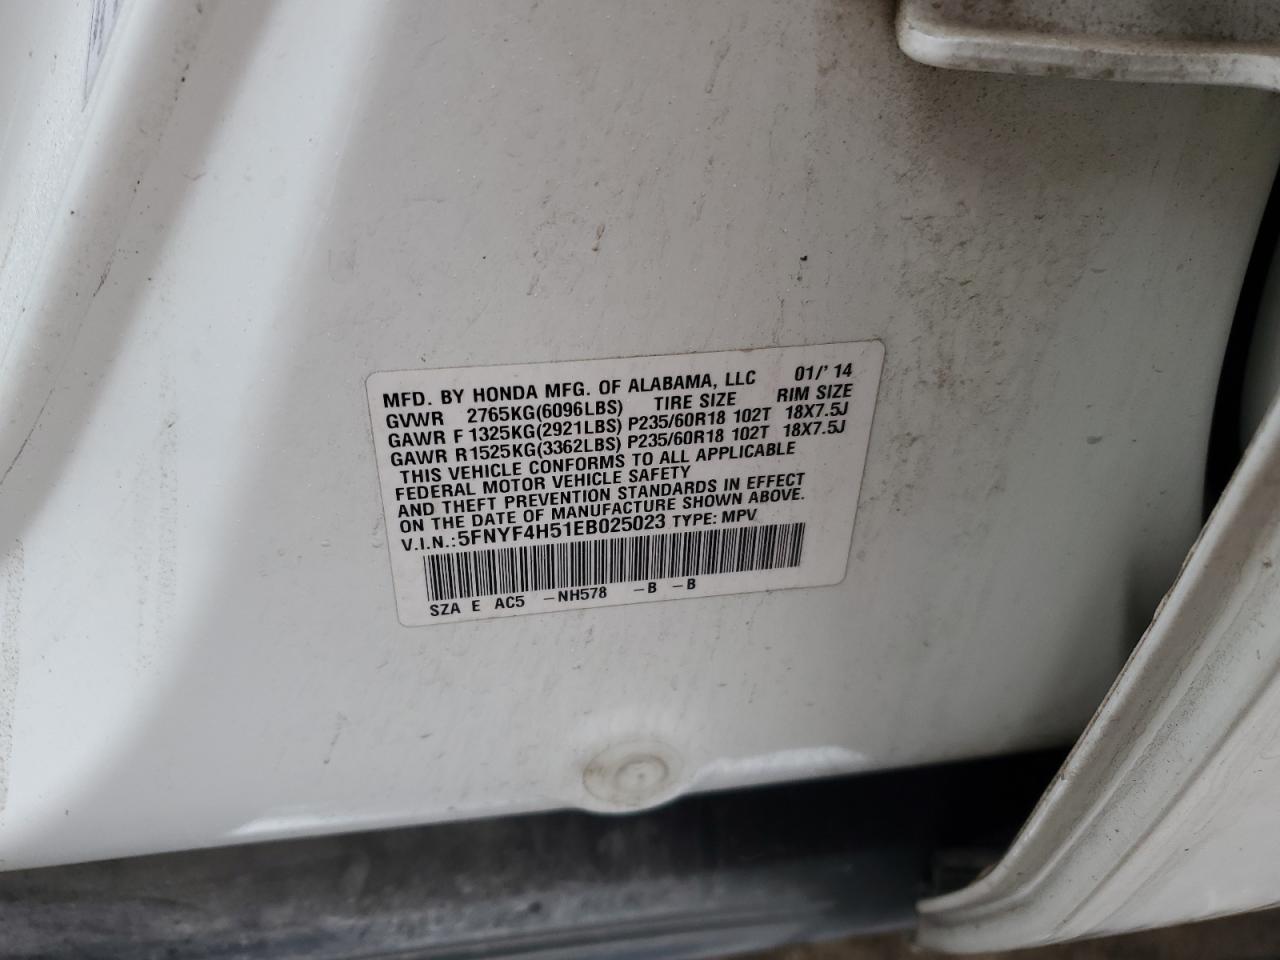 MFD. BY HONDA MFG. OF ALABAMA, LLC 01/'14
GVWR 2765KG(6096LBS) TIRE SIZE RIM SIZE
GAWR F 1325KG(2921LBS) P235/60R18 102T 18X7.5J
GAWR R 1525KG(3362LBS) P235/60R18 102T 18X7.5J
THIS VEHICLE CONFORMS TO ALL APPLICABLE
FEDERAL MOTOR VEHICLE SAFETY
AND THEFT PREVENTION STANDARDS IN EFFECT
ON THE DATE OF MANUFACTURE SHOWN ABOVE.
V.I.N.:5FNYF4H51EB025023 TYPE: MPV
SZA E AC5 -NH578 -B -B